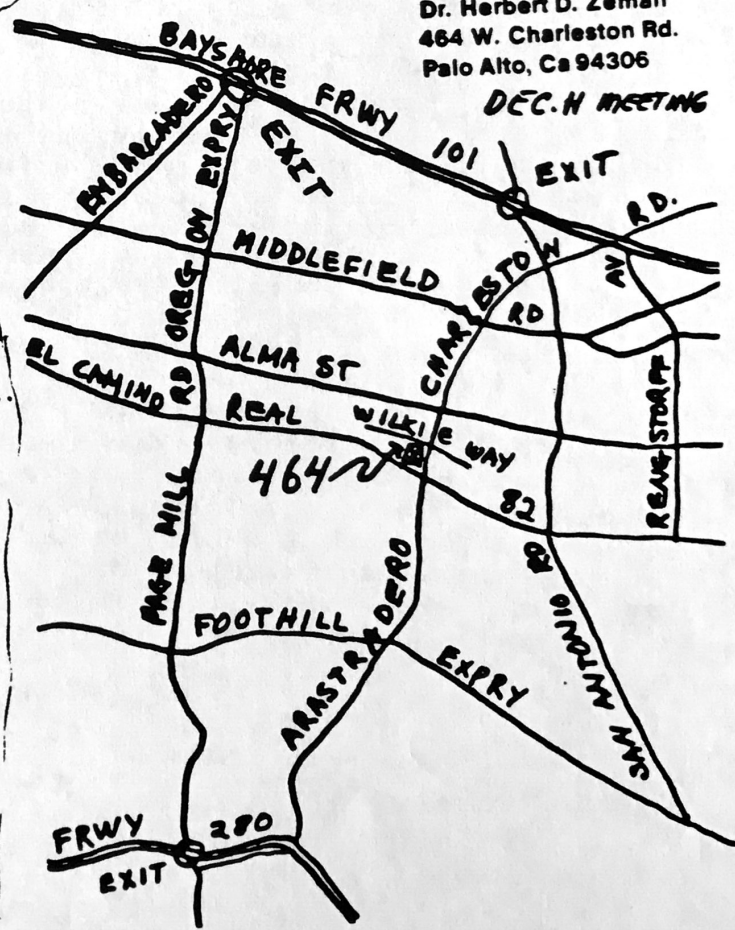 Dr. Herbert D. Zeman
464 W. Charleston Rd.
Palo Alto, Ca 94306
DEC.H MEETING
BAYSHORE
FRWY
101
EXIT
EXIT
EMBARCADERO
OREGON EXPRY
MIDDLEFIELD
RD
CHARLESTON
RD.
AV
RENGSTORFF
ALMA ST
EL CAMINO
REAL
RD
WILKIE WAY
464
82
PAGE MILL
FOOTHILL
EXPRY
ARASTRADERO
SAN ANTONIO RD
FRWY
280
EXIT